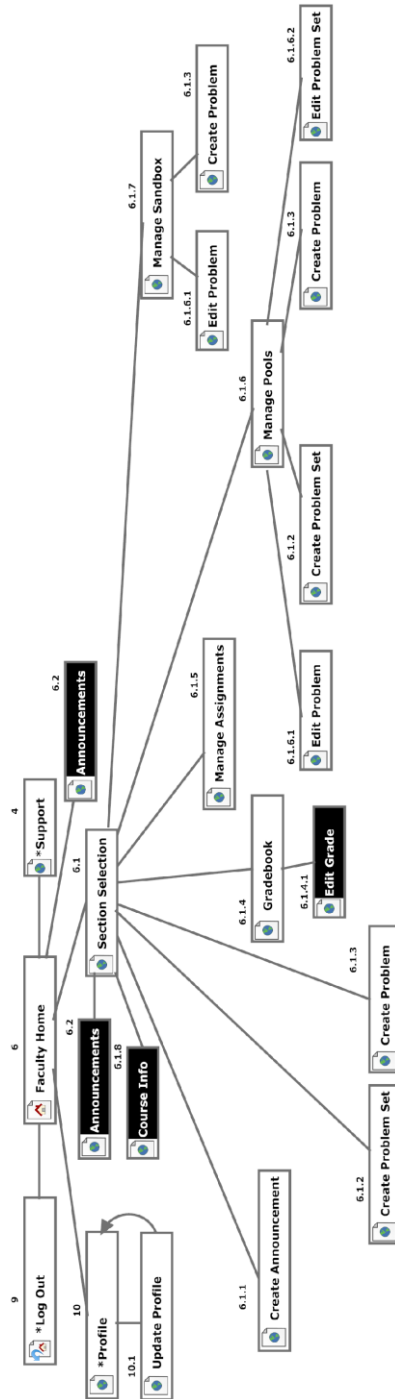 9
*Log Out
6
Faculty Home
4
*Support
10
*Profile
10.1
Update Profile
6.2
Announcements
6.1.8
Course Info
6.1
Section Selection
6.2
Announcements
6.1.1
Create Announcement
6.1.2
Create Problem Set
6.1.3
Create Problem
6.1.4
Gradebook
6.1.4.1
Edit Grade
6.1.5
Manage Assignments
6.1.6
Manage Pools
6.1.6.1
Edit Problem
6.1.2
Create Problem Set
6.1.3
Create Problem
6.1.6.2
Edit Problem Set
6.1.7
Manage Sandbox
6.1.6.1
Edit Problem
6.1.3
Create Problem